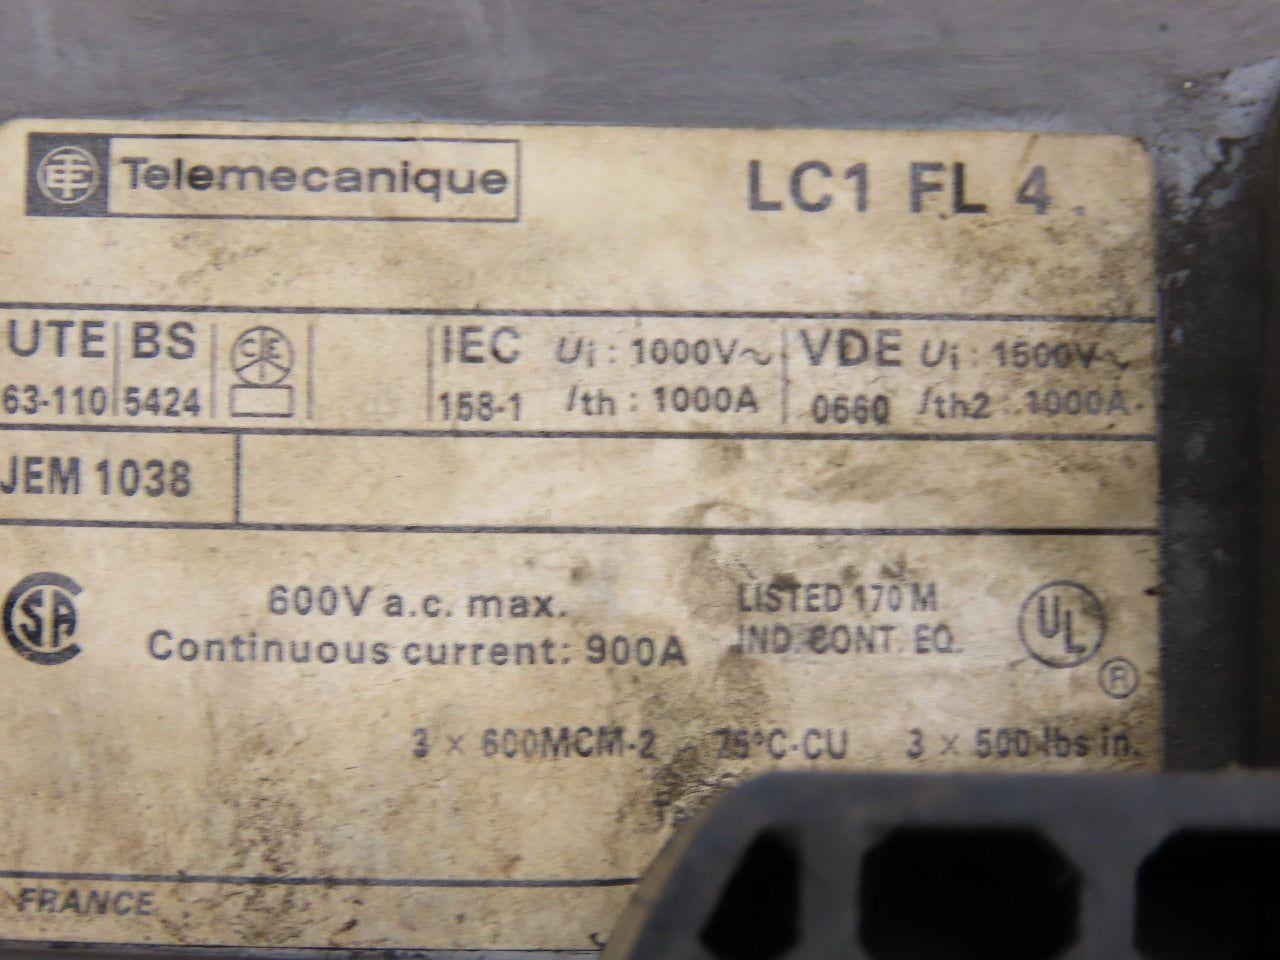 Telemecanique
LC1 FL 4.
UTE 63-110
BS 5424
IEC 158-1
Ui : 1000V~
Ith : 1000A
VDE 0660
Ui : 1500V~
Ith2 : 1000A
JEM 1038
600V a.c. max.
Continuous current: 900A
LISTED 170 M
IND. CONT. EQ.
UL
®
3 x 600MCM-2 - 75°C-CU 3 x 500 lbs in.
FRANCE